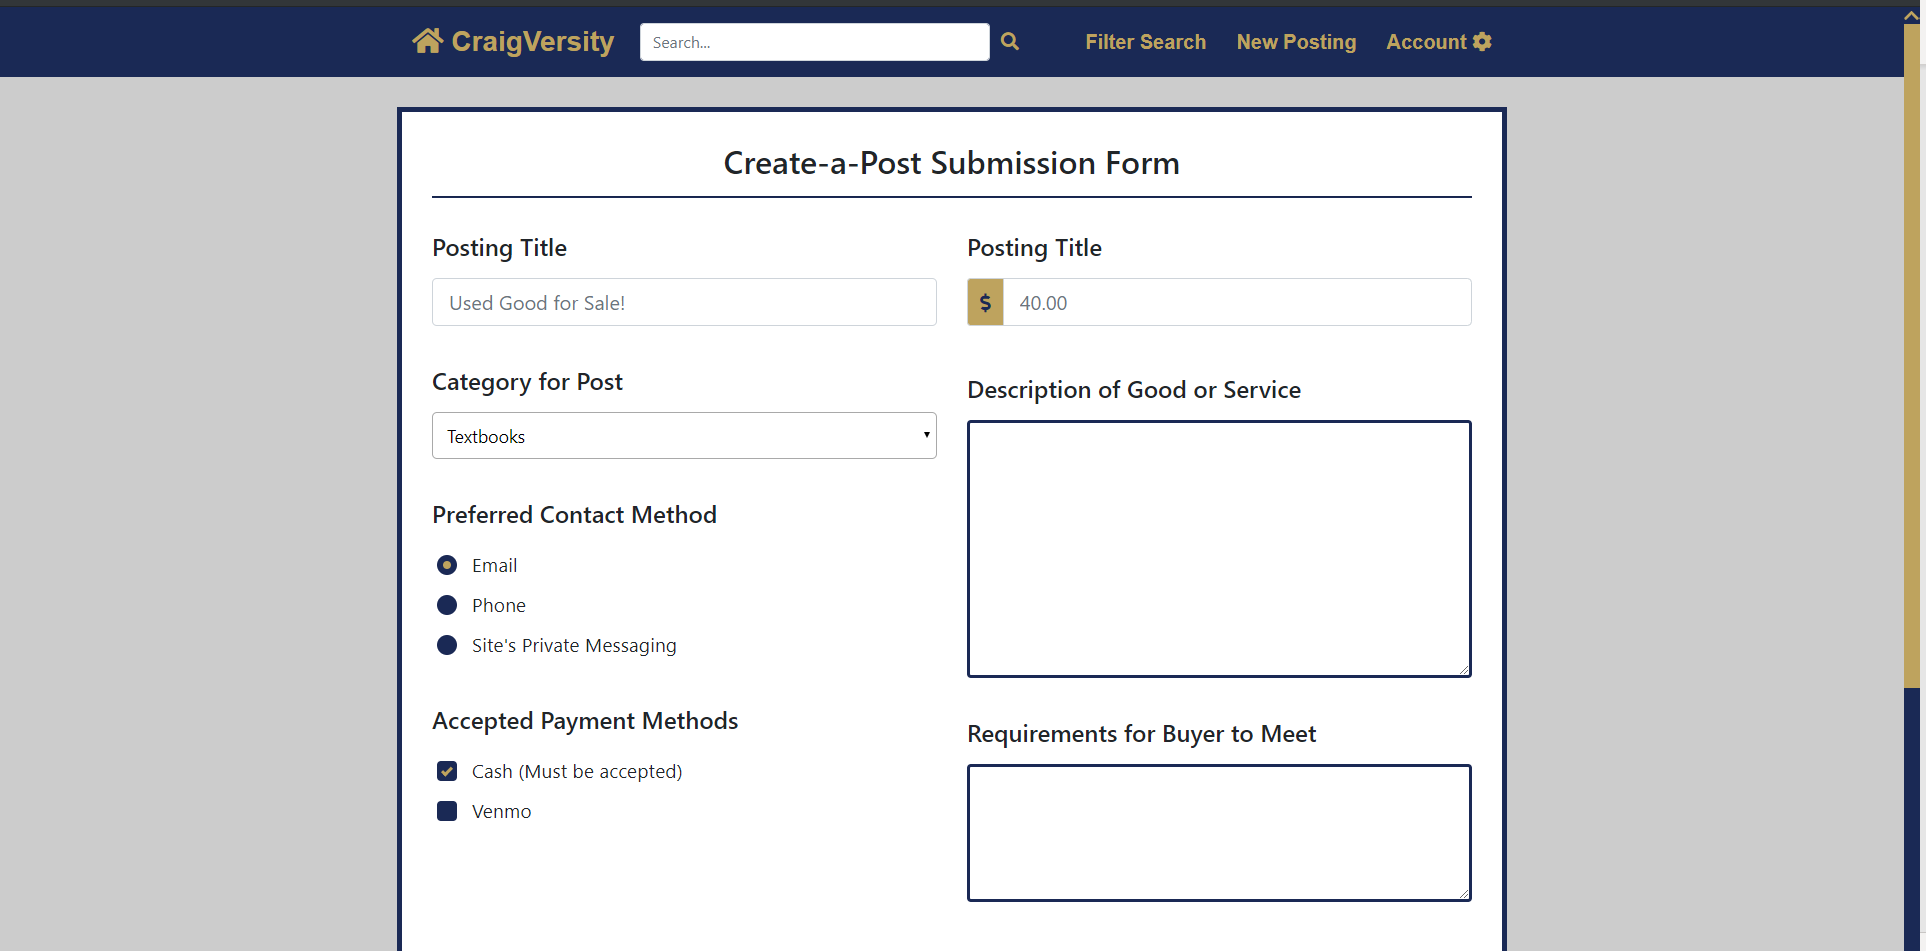 CraigVersity
Search...
Filter Search
New Posting
Account
Create-a-Post Submission Form
Posting Title
Used Good for Sale!
Category for Post
Textbooks
Preferred Contact Method
Email
Phone
Site's Private Messaging
Accepted Payment Methods
Cash (Must be accepted)
Venmo
Posting Title
$ 40.00
Description of Good or Service
Requirements for Buyer to Meet